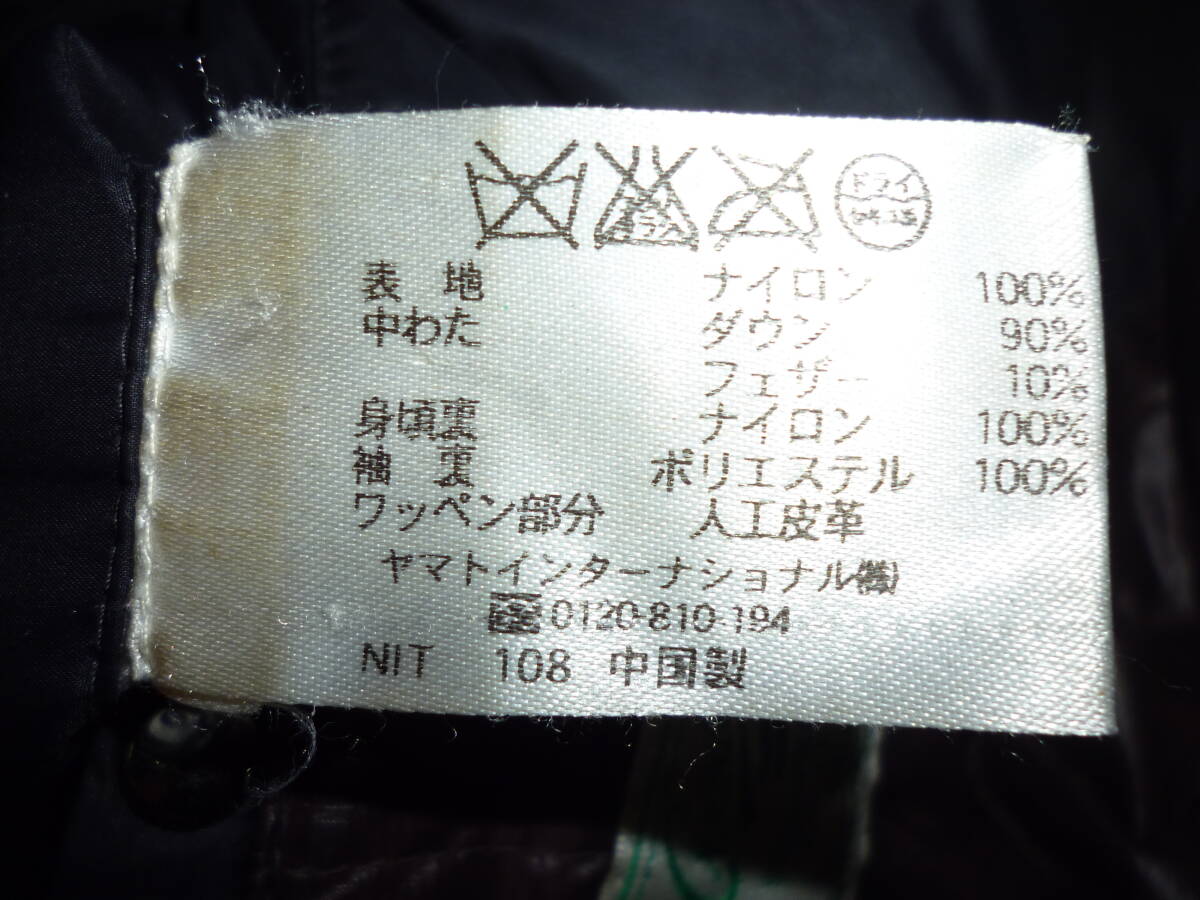 ドライ
表 地 ナイロン 100%
中わた ダウン 90%
フェザー 10%
身頃裏 ナイロン 100%
袖 裏 ポリエステル 100%
ワッペン部分 人工皮革
ヤマトインターナショナル㈱
0120-810-194
NIT 108 中国製